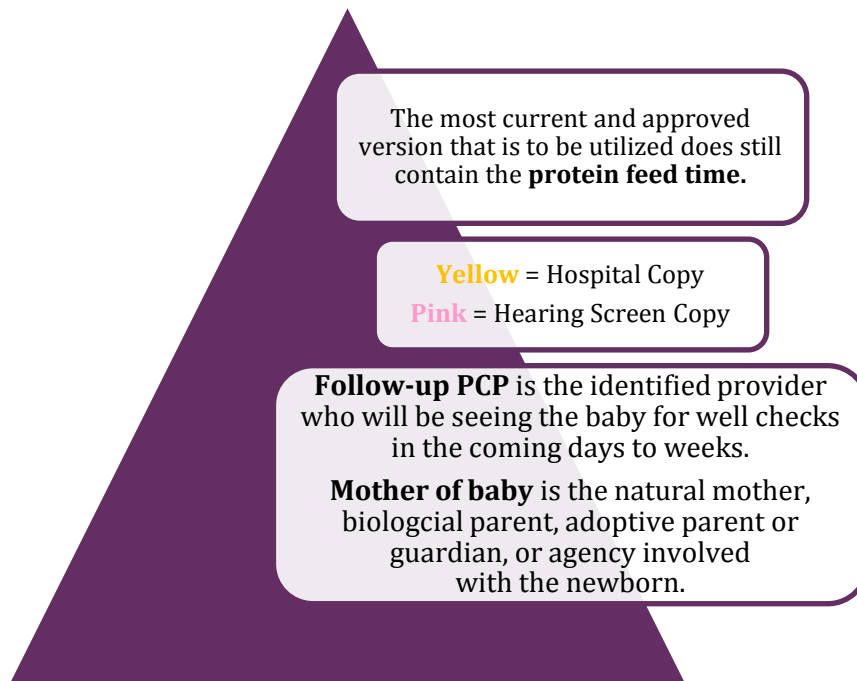 The most current and approved
version that is to be utilized does still
contain the protein feed time.
Yellow = Hospital Copy
Pink = Hearing Screen Copy
Follow-up PCP is the identified provider
who will be seeing the baby for well checks
in the coming days to weeks.
Mother of baby is the natural mother,
biologcial parent, adoptive parent or
guardian, or agency involved
with the newborn.